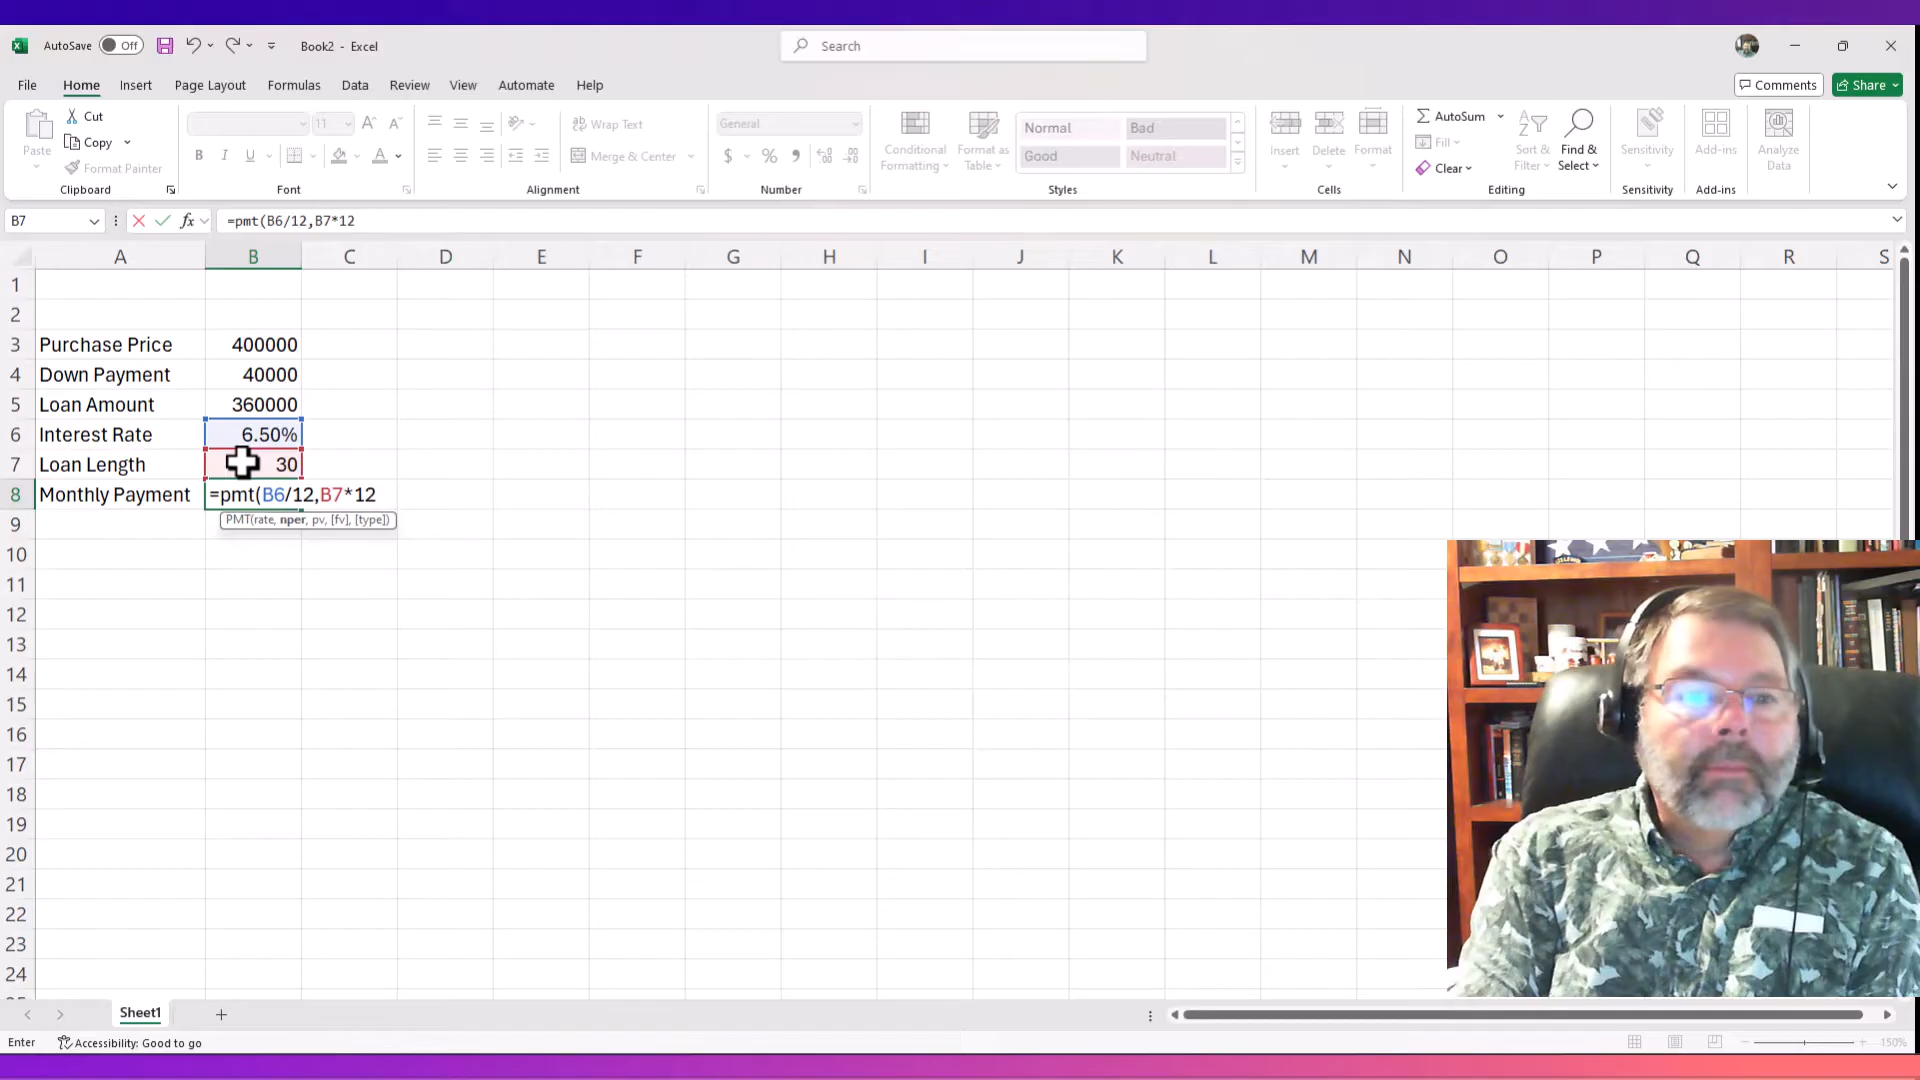 AutoSave Off Book2 - Excel Search
File Home Insert Page Layout Formulas Data Review View Automate Help Comments Share
Paste Cut Copy Format Painter Clipboard
11 B I U A Font
ab Wrap Text Merge & Center Alignment
General $ % , Number
Conditional Formatting Format as Table Normal Bad Good Neutral Styles
Insert Delete Format Cells
AutoSum Fill Clear Sort & Filter Find & Select Editing
Sensitivity Sensitivity
Add-ins Add-ins
Analyze Data
B7 fx =pmt(B6/12,B7*12
A B C D E F G H I J K L M N O P Q R S
1
2
3 Purchase Price 400000
4 Down Payment 40000
5 Loan Amount 360000
6 Interest Rate 6.50%
7 Loan Length 30
8 Monthly Payment =pmt(B6/12,B7*12
PMT(rate, nper, pv, [fv], [type])
9
10
11
12
13
14
15
16
17
18
19
20
21
22
23
24
Sheet1
Enter Accessibility: Good to go 150%